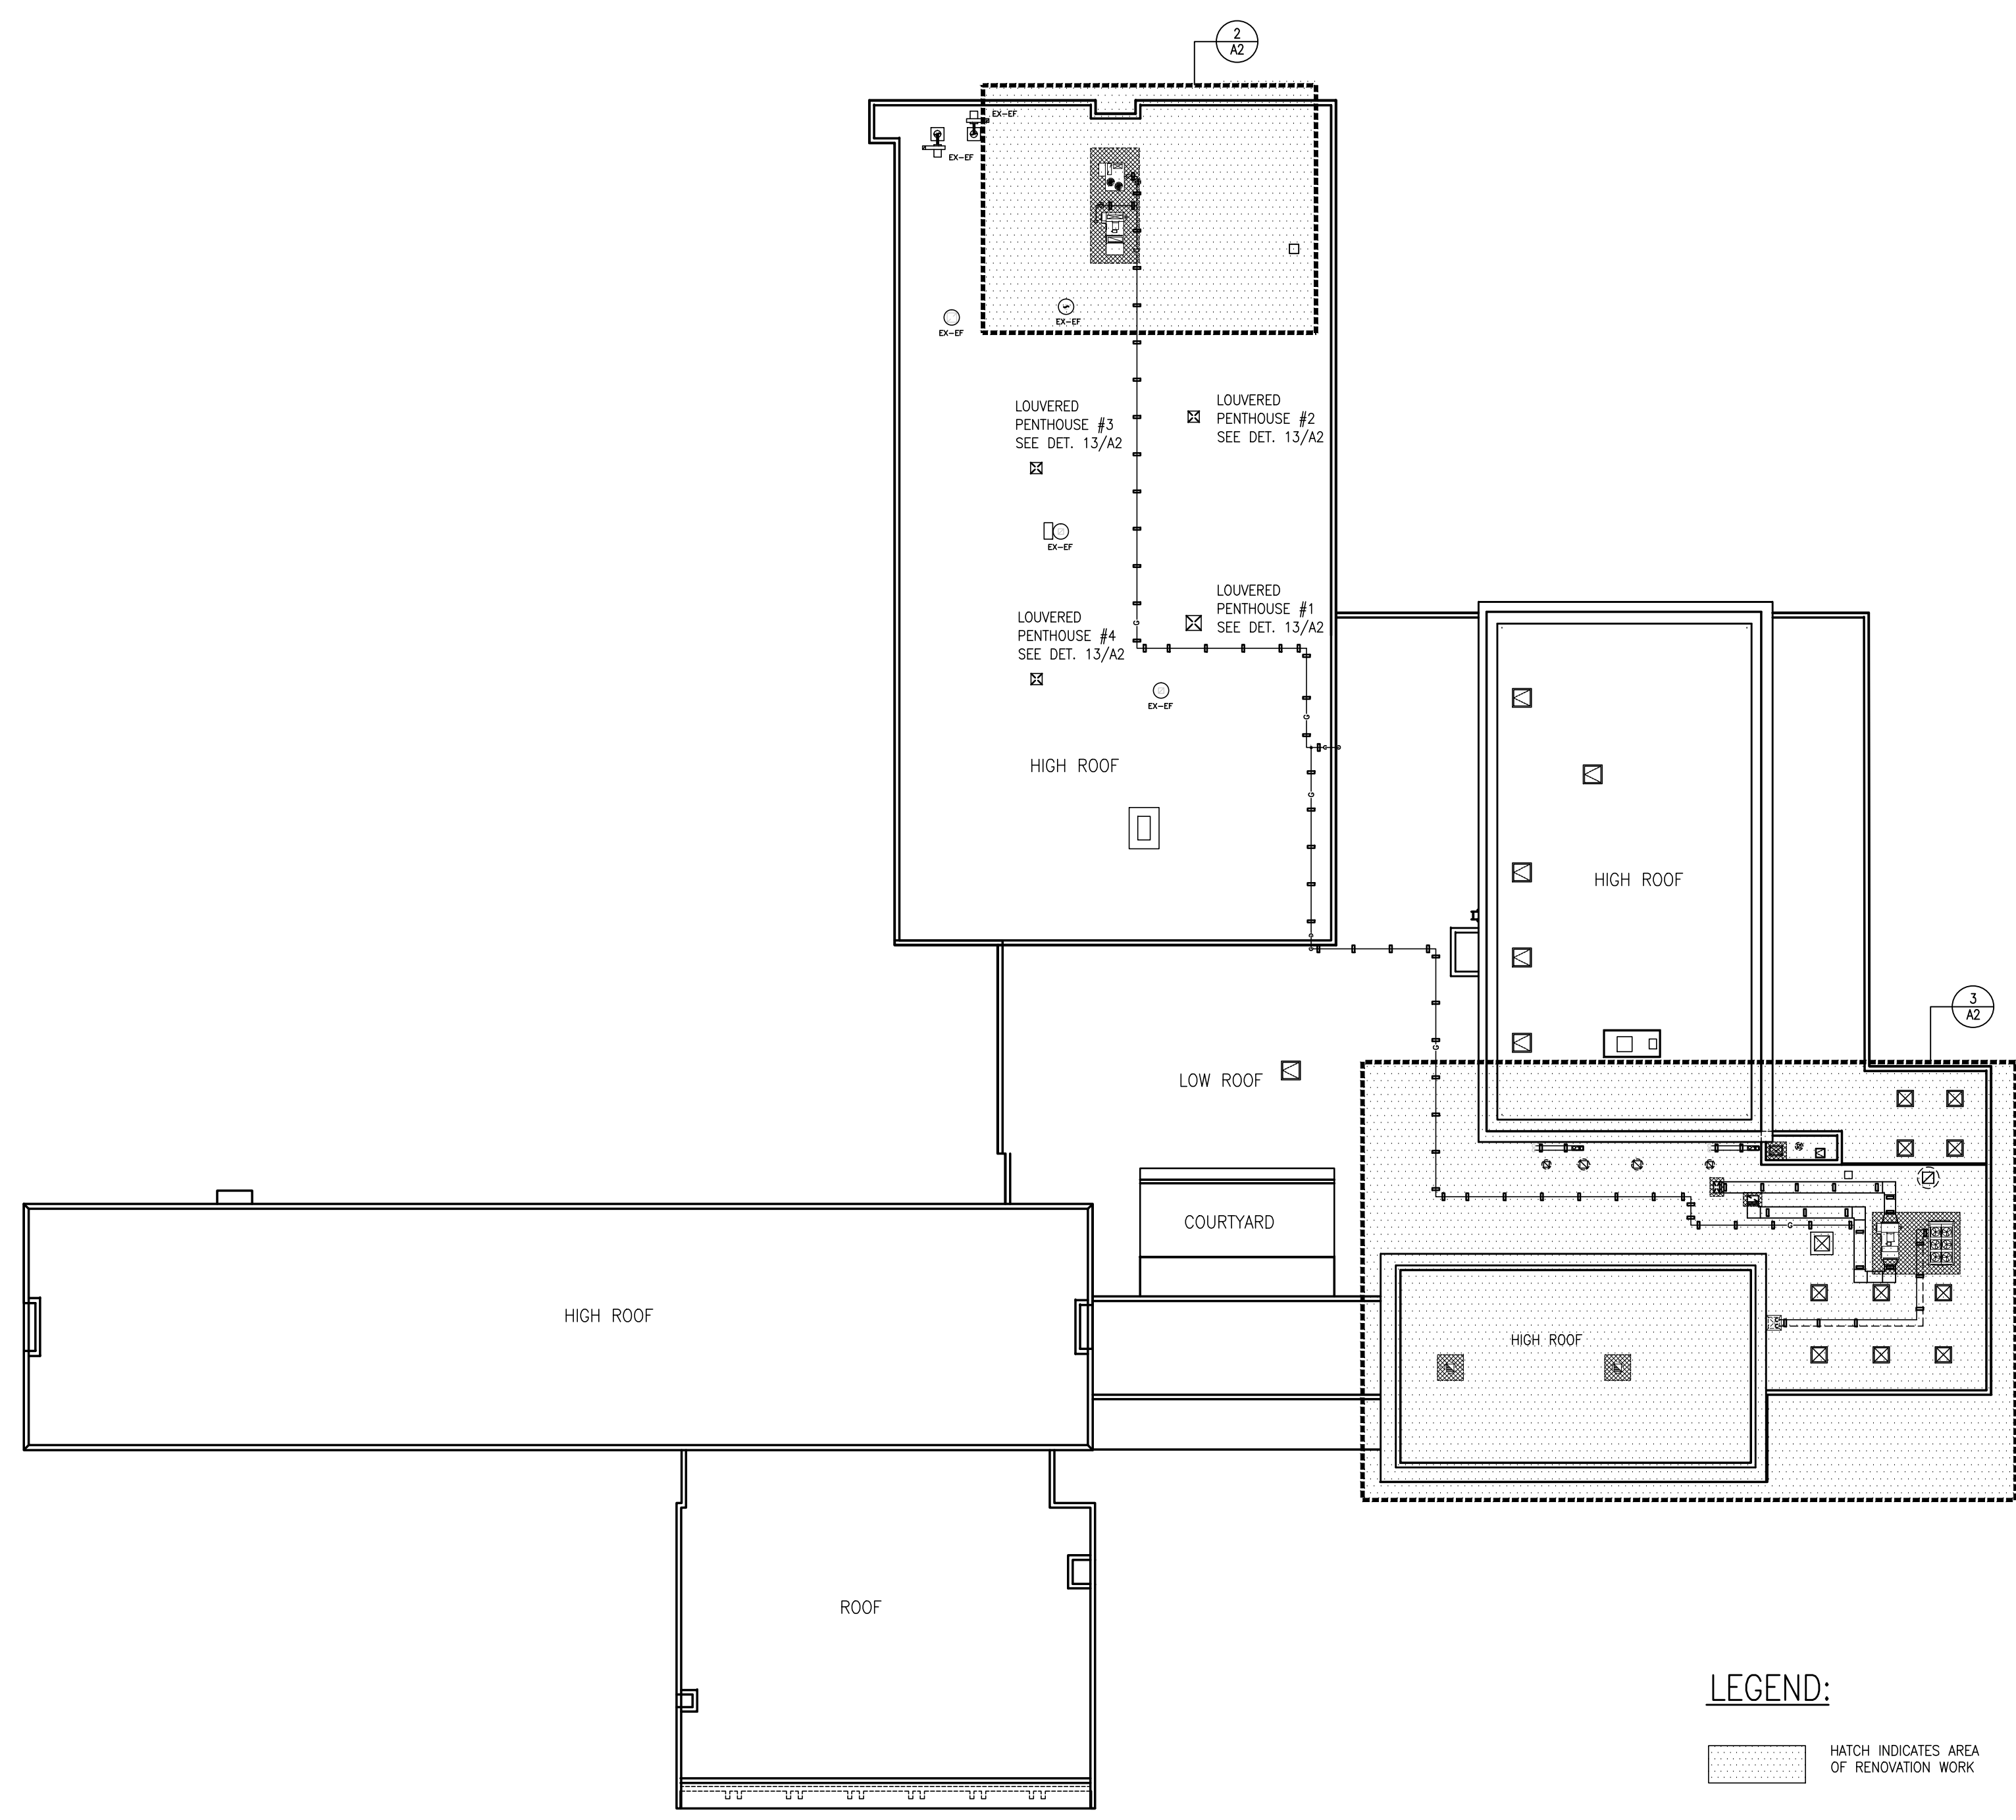 2
A2
EX-EF
EX-EF
EX-EF
EX-EF
LOUVERED
PENTHOUSE #3
SEE DET. 13/A2
LOUVERED
PENTHOUSE #2
SEE DET. 13/A2
EX-EF
LOUVERED
PENTHOUSE #4
SEE DET. 13/A2
LOUVERED
PENTHOUSE #1
SEE DET. 13/A2
G
EX-EF
G
G
HIGH ROOF
G
HIGH ROOF
3
A2
G
LOW ROOF
COURTYARD
G
HIGH ROOF
HIGH ROOF
ROOF
LEGEND:
HATCH INDICATES AREA
OF RENOVATION WORK